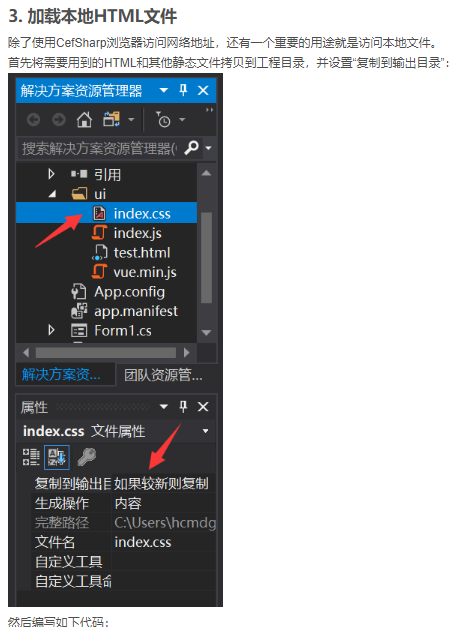 3. 加载本地HTML文件
除了使用CefSharp浏览器访问网络地址，还有一个重要的用途就是访问本地文件。
首先将需要用到的HTML和其他静态文件拷贝到工程目录，并设置“复制到输出目录”：
解决方案资源管理器
搜索解决方案资源管理器(
引用
ui
index.css
index.js
test.html
vue.min.js
App.config
app.manifest
Form1.cs
解决方案资... 团队资源管...
属性
index.css 文件属性
复制到输出目 如果较新则复制
生成操作 内容
完整路径 C:\Users\hcmdg
文件名 index.css
自定义工具
自定义工具命
然后编写如下代码：